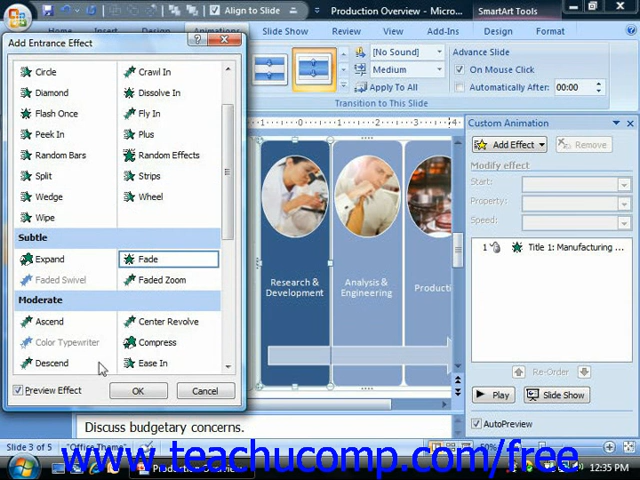 Align to Slide
Production Overview - Micro...
SmartArt Tools
Home
Insert
Animations
Slide Show
Review
View
Add-Ins
Design
Format
Add Entrance Effect
Circle
Crawl In
Diamond
Dissolve In
Flash Once
Fly In
Peek In
Plus
Random Bars
Random Effects
Split
Strips
Wedge
Wheel
Wipe
Subtle
Expand
Fade
Faded Swivel
Faded Zoom
Moderate
Ascend
Center Revolve
Color Typewriter
Compress
Descend
Ease In
Preview Effect
OK
Cancel
[No Sound]
Medium
Apply To All
Transition to This Slide
Advance Slide
On Mouse Click
Automatically After: 00:00
Research &
Development
Analysis &
Engineering
Producti
Custom Animation
Add Effect
Remove
Modify effect
Start:
Property:
Speed:
1
Title 1: Manufacturing ...
Re-Order
Play
Slide Show
AutoPreview
Discuss budgetary concerns.
Slide 3 of 5
"Office Theme"
50%
www.teachucomp.com/free
Production Overview
12:35 PM